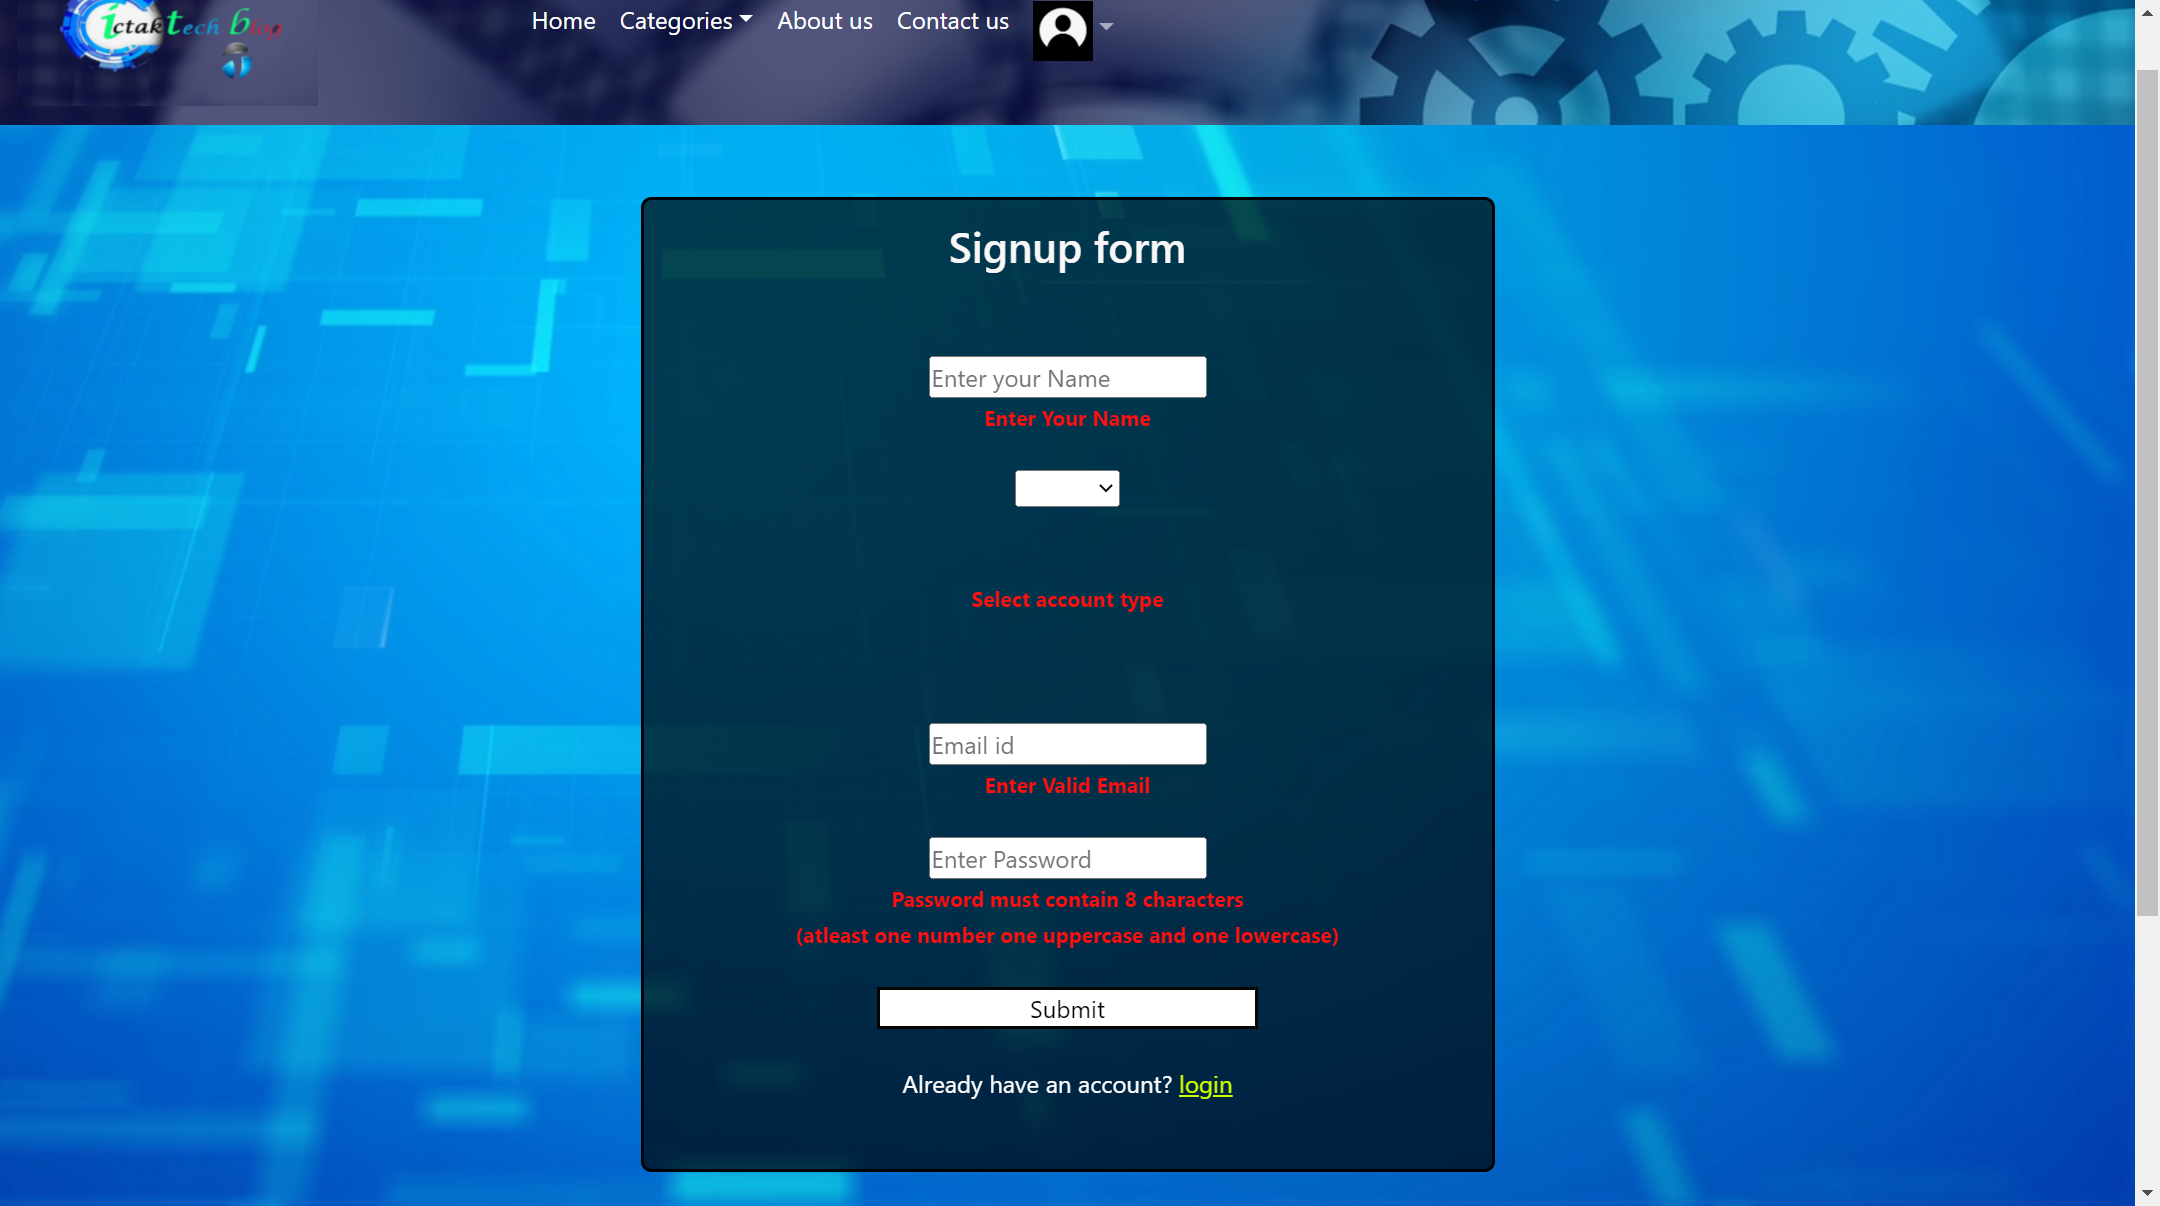 ictak Tech Blog
Home Categories About us Contact us
Signup form
Enter your Name
Enter Your Name
Select account type
Email id
Enter Valid Email
Enter Password
Password must contain 8 characters
(atleast one number one uppercase and one lowercase)
Submit
Already have an account? login